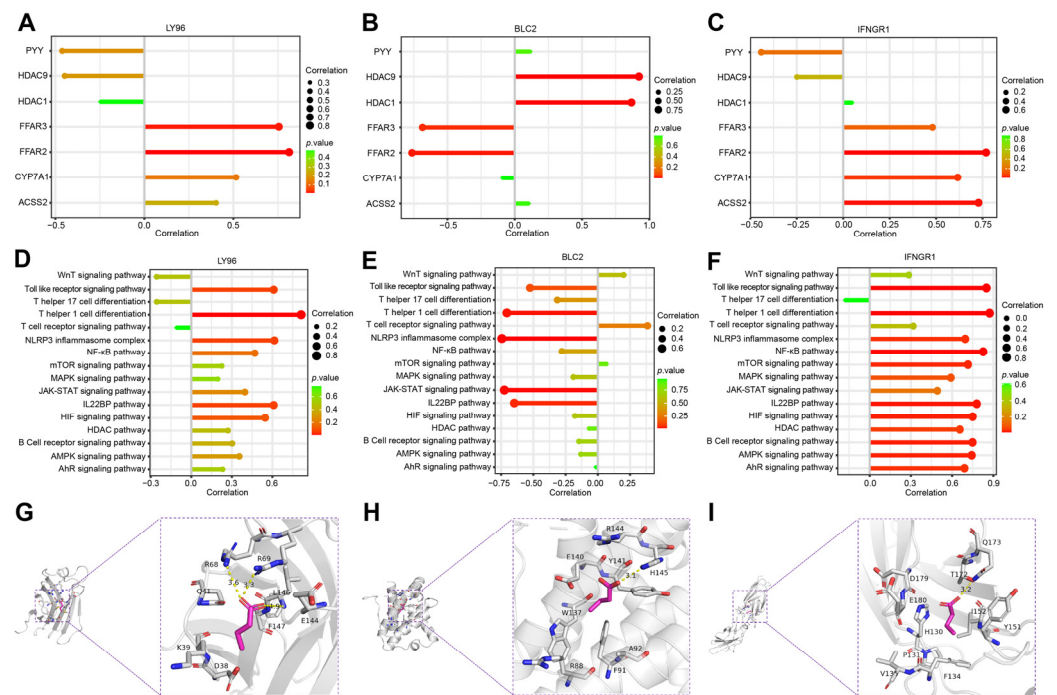 A
LY96
PYY
HDAC9
HDAC1
FFAR3
FFAR2
CYP7A1
ACSS2
−0.5 0.0 0.5
Correlation
Correlation
0.3
0.4
0.5
0.6
0.7
0.8
p.value
0.4
0.3
0.2
0.1
B
BLC2
PYY
HDAC9
HDAC1
FFAR3
FFAR2
CYP7A1
ACSS2
−0.5 0.0 0.5 1.0
Correlation
Correlation
0.25
0.50
0.75
p.value
0.6
0.4
0.2
C
IFNGR1
PYY
HDAC9
HDAC1
FFAR3
FFAR2
CYP7A1
ACSS2
−0.50 −0.25 0.00 0.25 0.50 0.75
Correlation
Correlation
0.2
0.4
0.6
p.value
0.8
0.6
0.4
0.2
D
LY96
WnT signaling pathway
Toll like receptor signaling pathway
T helper 17 cell differentiation
T helper 1 cell differentiation
T cell receptor signaling pathway
NLRP3 inflammasome complex
NF-κB pathway
mTOR signaling pathway
MAPK signaling pathway
JAK-STAT signaling pathway
IL22BP pathway
HIF signaling pathway
HDAC pathway
B Cell receptor signaling pathway
AMPK signaling pathway
AhR signaling pathway
−0.3 0.0 0.3 0.6
Correlation
Correlation
0.2
0.4
0.6
0.8
p.value
0.6
0.4
0.2
E
BLC2
WnT signaling pathway
Toll like receptor signaling pathway
T helper 17 cell differentiation
T helper 1 cell differentiation
T cell receptor signaling pathway
NLRP3 inflammasome complex
NF-κB pathway
mTOR signaling pathway
MAPK signaling pathway
JAK-STAT signaling pathway
IL22BP pathway
HIF signaling pathway
HDAC pathway
B Cell receptor signaling pathway
AMPK signaling pathway
AhR signaling pathway
−0.75 −0.50 −0.25 0.00 0.25
Correlation
Correlation
0.2
0.4
0.6
p.value
0.75
0.50
0.25
F
IFNGR1
WnT signaling pathway
Toll like receptor signaling pathway
T helper 17 cell differentiation
T helper 1 cell differentiation
T cell receptor signaling pathway
NLRP3 inflammasome complex
NF-κB pathway
mTOR signaling pathway
MAPK signaling pathway
JAK-STAT signaling pathway
IL22BP pathway
HIF signaling pathway
HDAC pathway
B Cell receptor signaling pathway
AMPK signaling pathway
AhR signaling pathway
0.0 0.3 0.6 0.9
Correlation
Correlation
0.0
0.2
0.4
0.6
0.8
p.value
0.6
0.4
0.2
G
R68
R69
3.6
F147
E144
K39
D38
H
R144
E140
Y141
3.1
H145
W137
A92
R88
F91
I
Q173
D179
T172
3.2
E180
I152
H130
Y151
P131
V135
F134